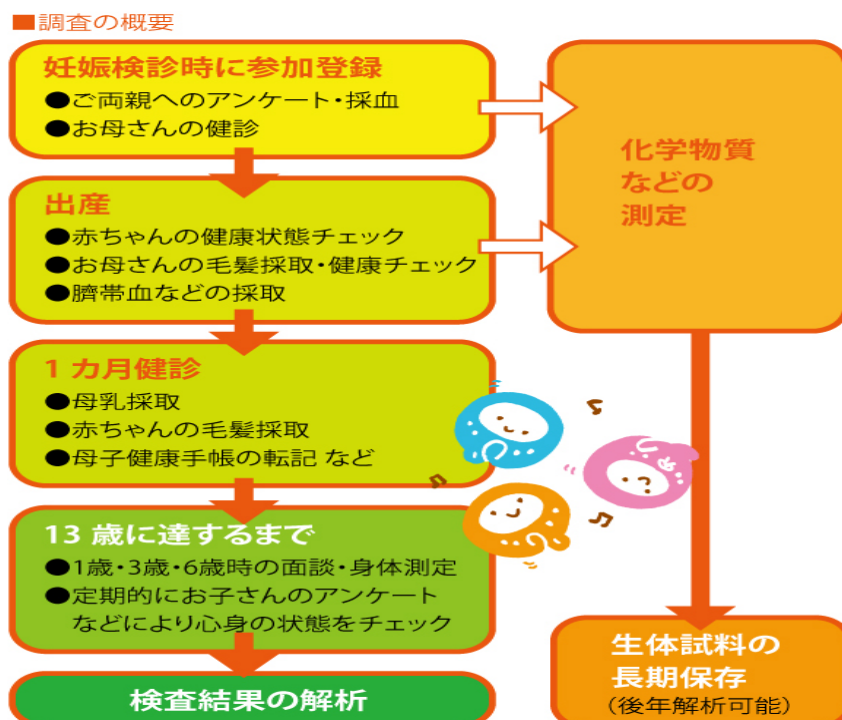 ■調査の概要
妊娠検診時に参加登録
●ご両親へのアンケート・採血
●お母さんの健診
出産
●赤ちゃんの健康状態チェック
●お母さんの毛髪採取・健康チェック
●臍帯血などの採取
1カ月健診
●母乳採取
●赤ちゃんの毛髪採取
●母子健康手帳の転記 など
13歳に達するまで
●1歳・3歳・6歳時の面談・身体測定
●定期的にお子さんのアンケート
などにより心身の状態をチェック
検査結果の解析
化学物質
などの
測定
生体試料の
長期保存
(後年解析可能)